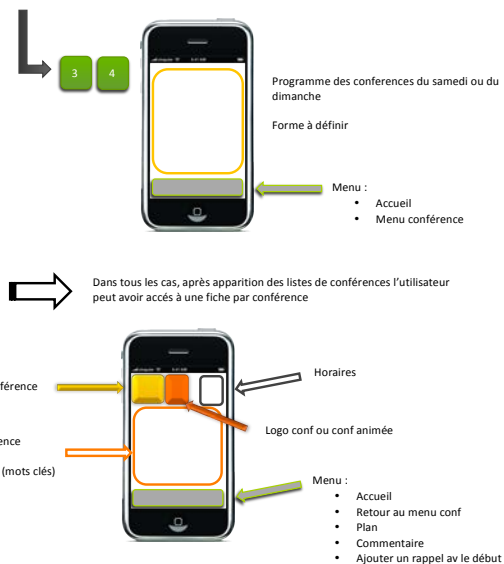 3 4
Programme des conferences du samedi ou du
dimanche
Forme à définir
Menu :
• Accueil
• Menu conférence
Dans tous les cas, après apparition des listes de conférences l’utilisateur
peut avoir accés à une fiche par conférence
Horaires
férence
Logo conf ou conf animée
ence
(mots clés)
Menu :
• Accueil
• Retour au menu conf
• Plan
• Commentaire
• Ajouter un rappel av le début